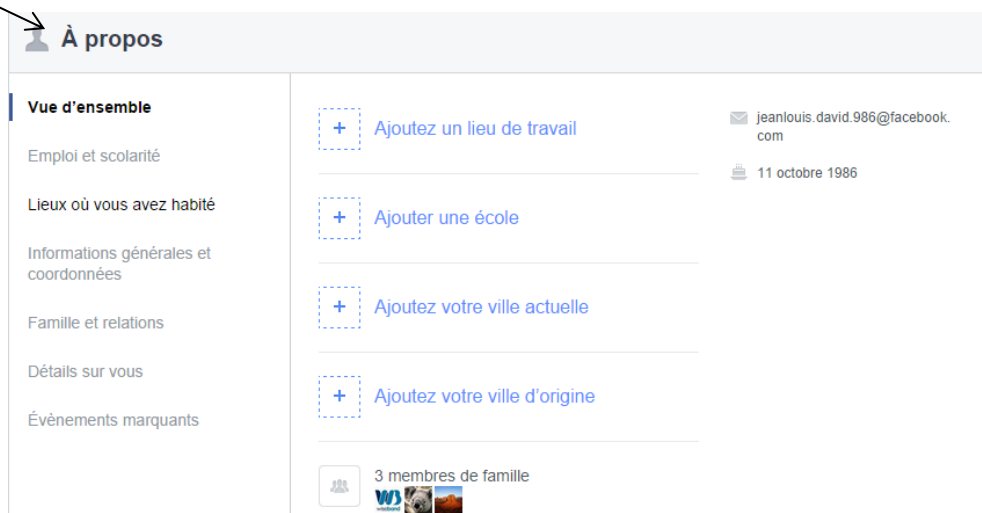 À propos
Vue d'ensemble
Emploi et scolarité
Lieux où vous avez habité
Informations générales et
coordonnées
Famille et relations
Détails sur vous
Évènements marquants
+ Ajoutez un lieu de travail
+ Ajouter une école
+ Ajoutez votre ville actuelle
+ Ajoutez votre ville d'origine
3 membres de famille
wiseband
jeanlouis.david.986@facebook.
com
11 octobre 1986